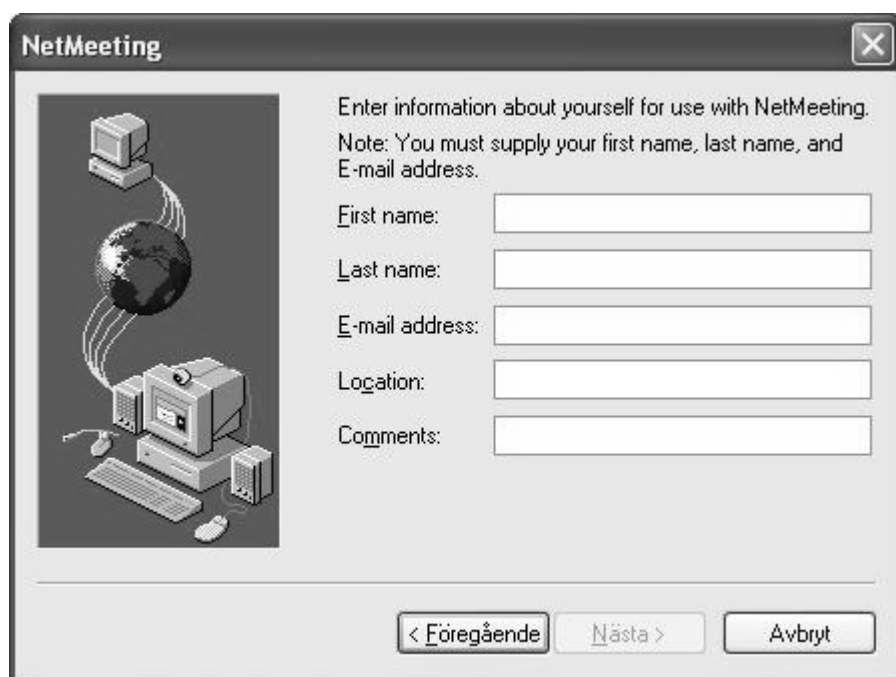 NetMeeting
Enter information about yourself for use with NetMeeting.
Note: You must supply your first name, last name, and
E-mail address.
First name:
Last name:
E-mail address:
Location:
Comments:
< Föregående
Nästa >
Avbryt